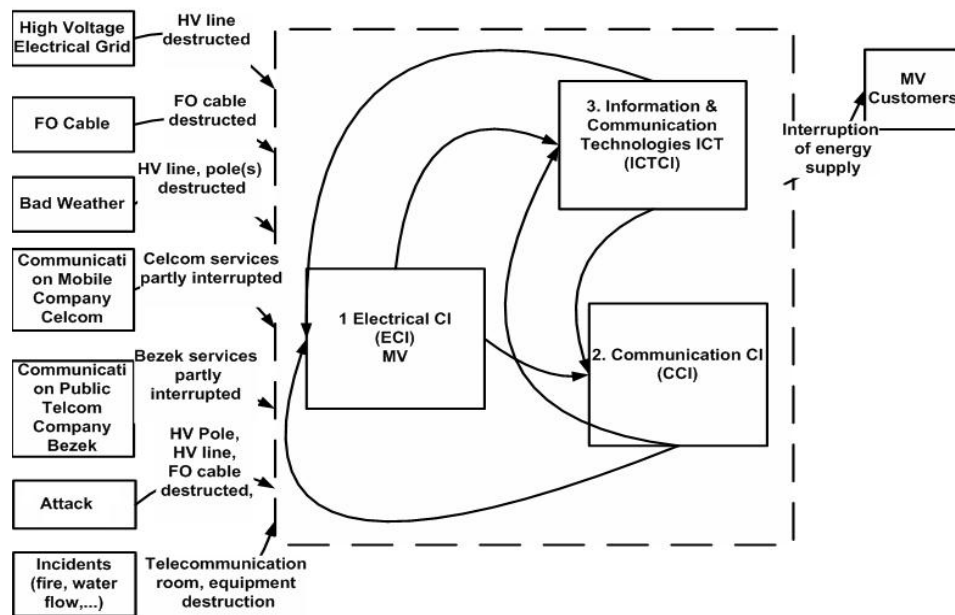 High Voltage
Electrical Grid
HV line
destructed
FO Cable
FO cable
destructed
Bad Weather
HV line, pole(s)
destructed
Communicati
on Mobile
Company
Celcom
Celcom services
partly interrupted
Communicati
on Public
Telcom
Company
Bezek
Bezek services
partly
interrupted
Attack
HV Pole,
HV line,
FO cable
destructed,
Incidents
(fire, water
flow,...)
Telecommunication
room, equipment
destruction
3. Information &
Communication
Technologies ICT
(ICTCI)
1 Electrical CI
(ECI)
MV
2. Communication CI
(CCI)
Interruption
of energy
supply
MV
Customers